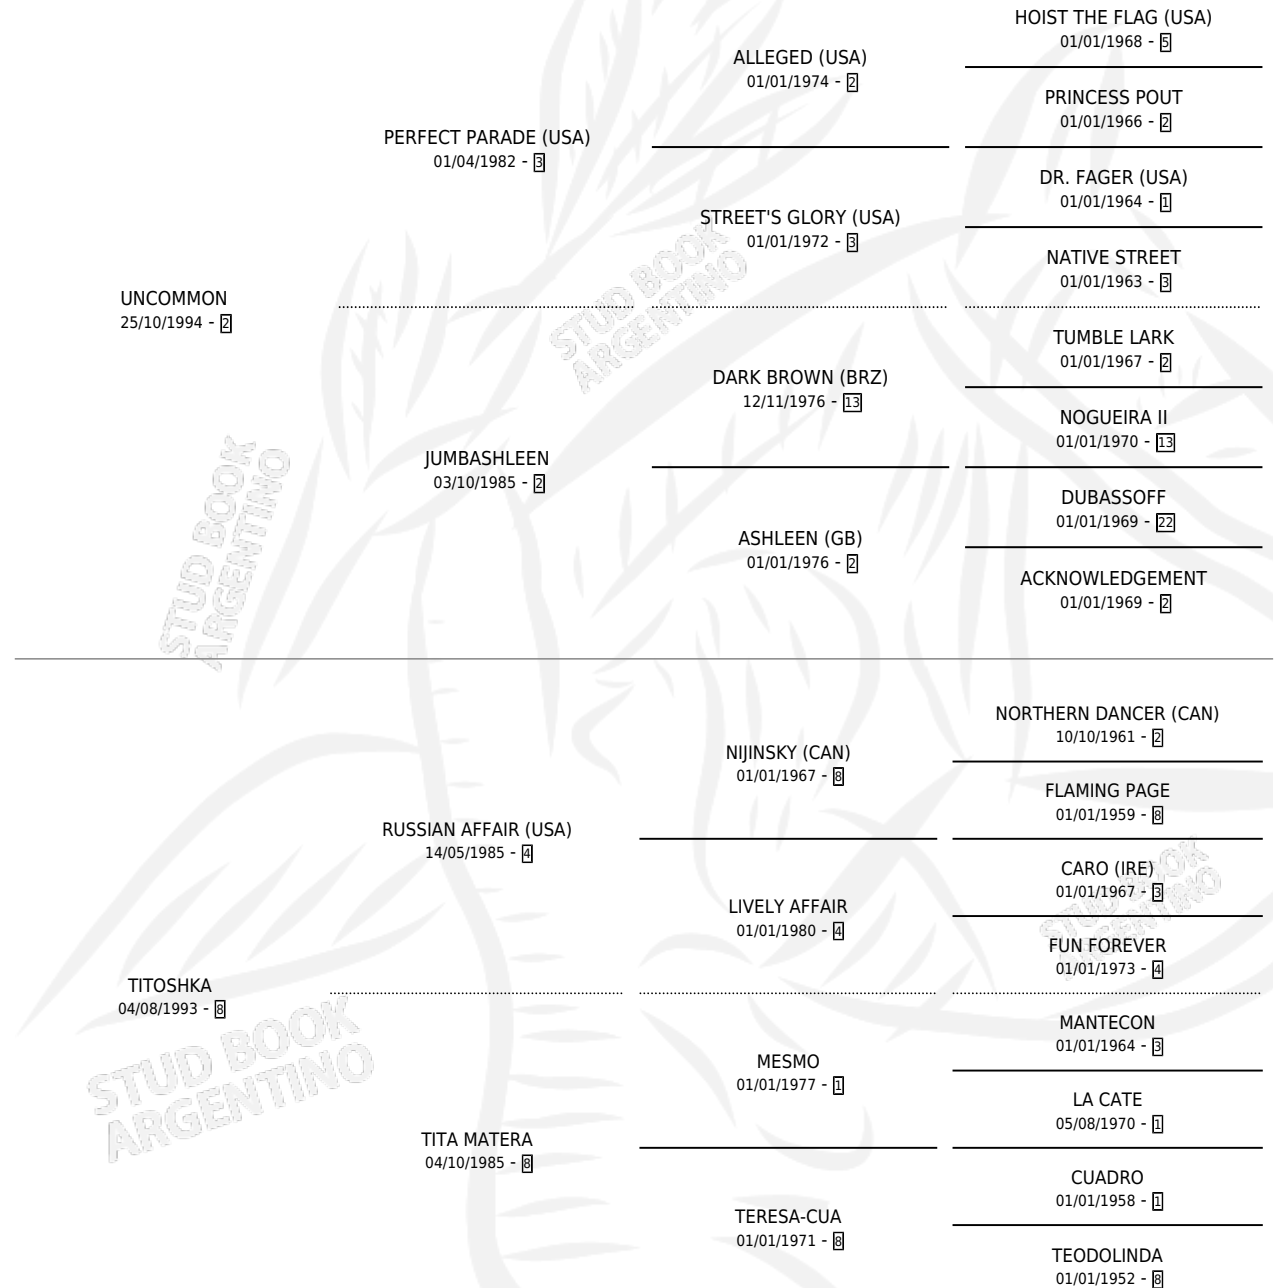 HOIST THE FLAG (USA)
01/01/1968 - 5
ALLEGED (USA)
01/01/1974 - 2
PRINCESS POUT
01/01/1966 - 2
PERFECT PARADE (USA)
01/04/1982 - 3
DR. FAGER (USA)
01/01/1964 - 1
STREET'S GLORY (USA)
01/01/1972 - 3
NATIVE STREET
01/01/1963 - 3
UNCOMMON
25/10/1994 - 2
TUMBLE LARK
01/01/1967 - 2
DARK BROWN (BRZ)
12/11/1976 - 13
NOGUEIRA II
01/01/1970 - 13
JUMBASHLEEN
03/10/1985 - 2
DUBASSOFF
01/01/1969 - 22
ASHLEEN (GB)
01/01/1976 - 2
ACKNOWLEDGEMENT
01/01/1969 - 2
NORTHERN DANCER (CAN)
10/10/1961 - 2
NIJINSKY (CAN)
01/01/1967 - 8
FLAMING PAGE
01/01/1959 - 8
RUSSIAN AFFAIR (USA)
14/05/1985 - 4
CARO (IRE)
01/01/1967 - 3
LIVELY AFFAIR
01/01/1980 - 4
FUN FOREVER
01/01/1973 - 4
TITOSHKA
04/08/1993 - 8
MANTECON
01/01/1964 - 3
MESMO
01/01/1977 - 1
LA CATE
05/08/1970 - 1
TITA MATERA
04/10/1985 - 8
CUADRO
01/01/1958 - 1
TERESA-CUA
01/01/1971 - 8
TEODOLINDA
01/01/1952 - 8
STUD BOOK
ARGENTINO
STUD BOOK
ARGENTINO
STUD BOOK
ARGENTINO
STUD BOOK
ARGENTINO